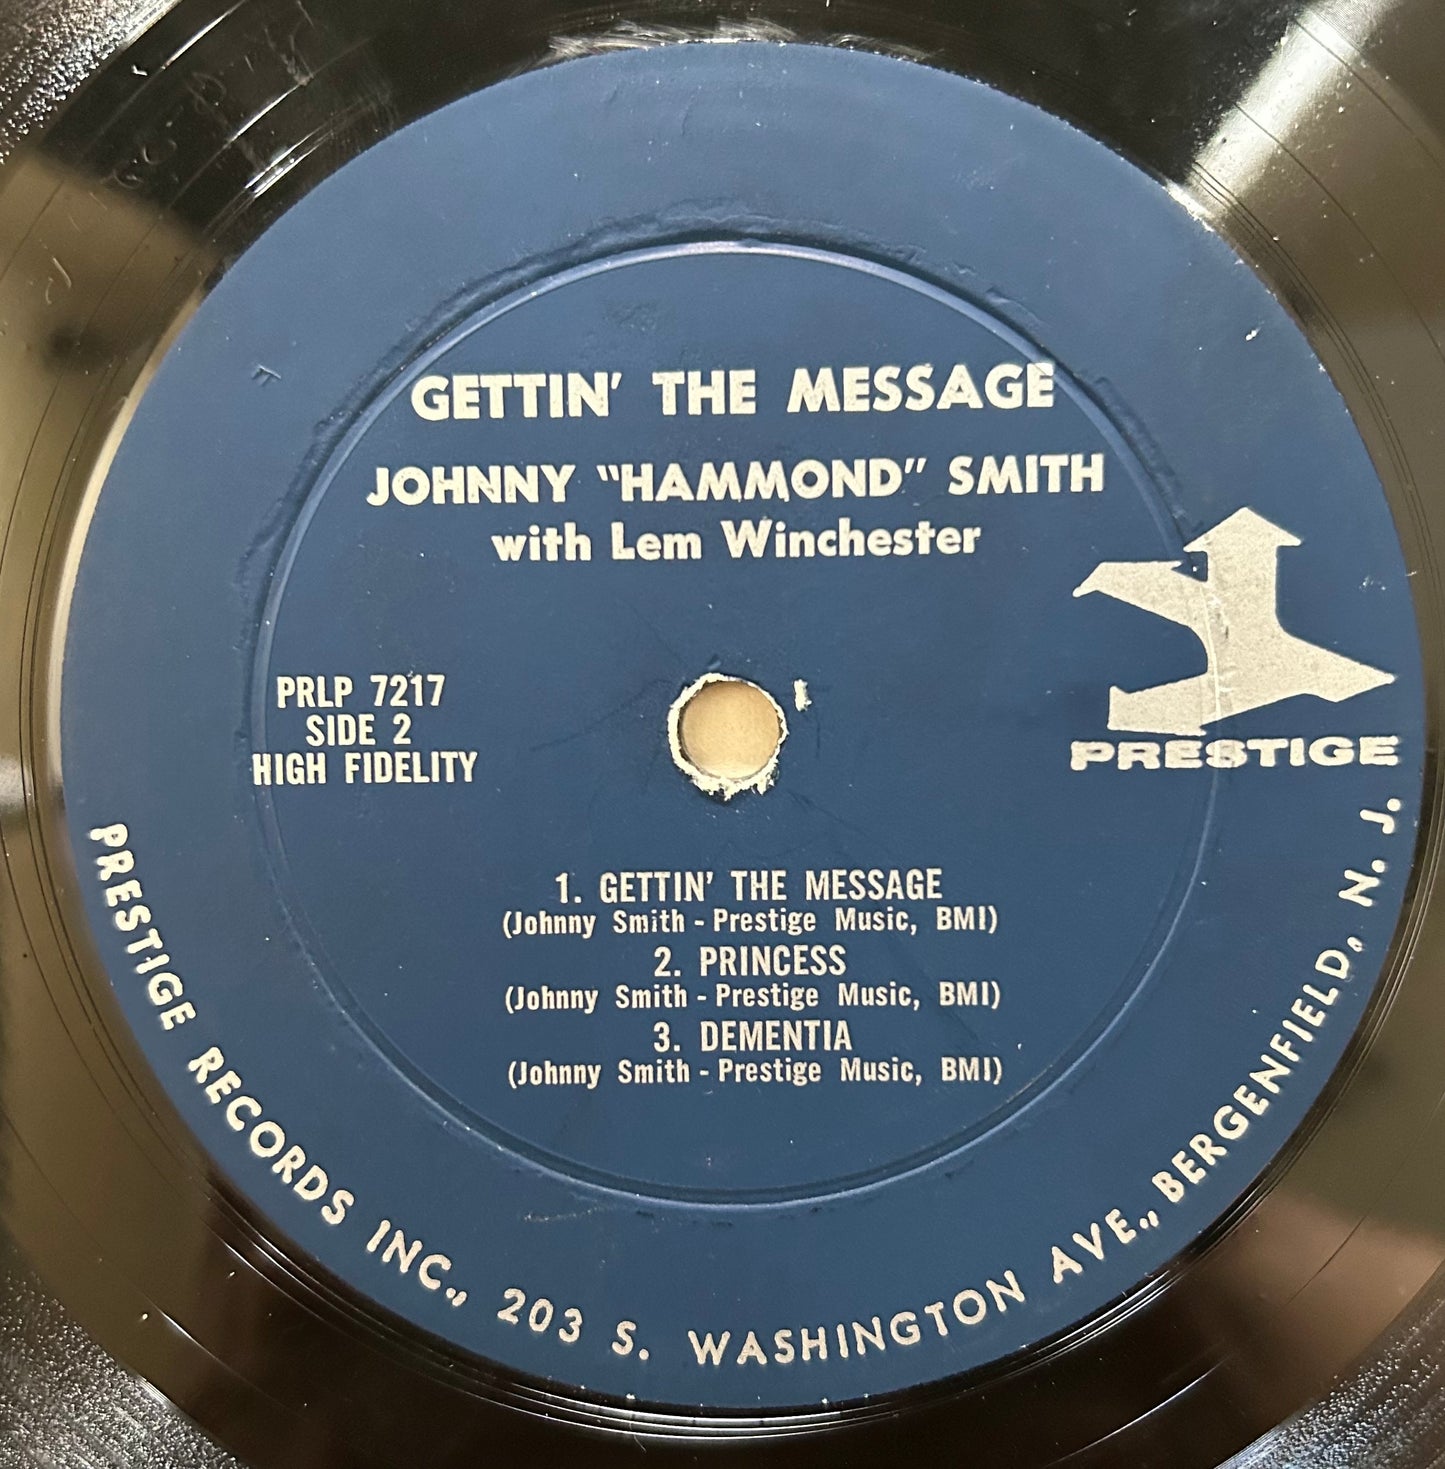 GETTIN' THE MESSAGE
JOHNNY "HAMMOND" SMITH
with Lem Winchester
PRLP 7217
SIDE 2
HIGH FIDELITY
PRESTIGE
1. GETTIN' THE MESSAGE
(Johnny Smith - Prestige Music, BMI)
2. PRINCESS
(Johnny Smith - Prestige Music, BMI)
3. DEMENTIA
(Johnny Smith - Prestige Music, BMI)
PRESTIGE RECORDS INC., 203 S. WASHINGTON AVE., BERGENFIELD, N. J.